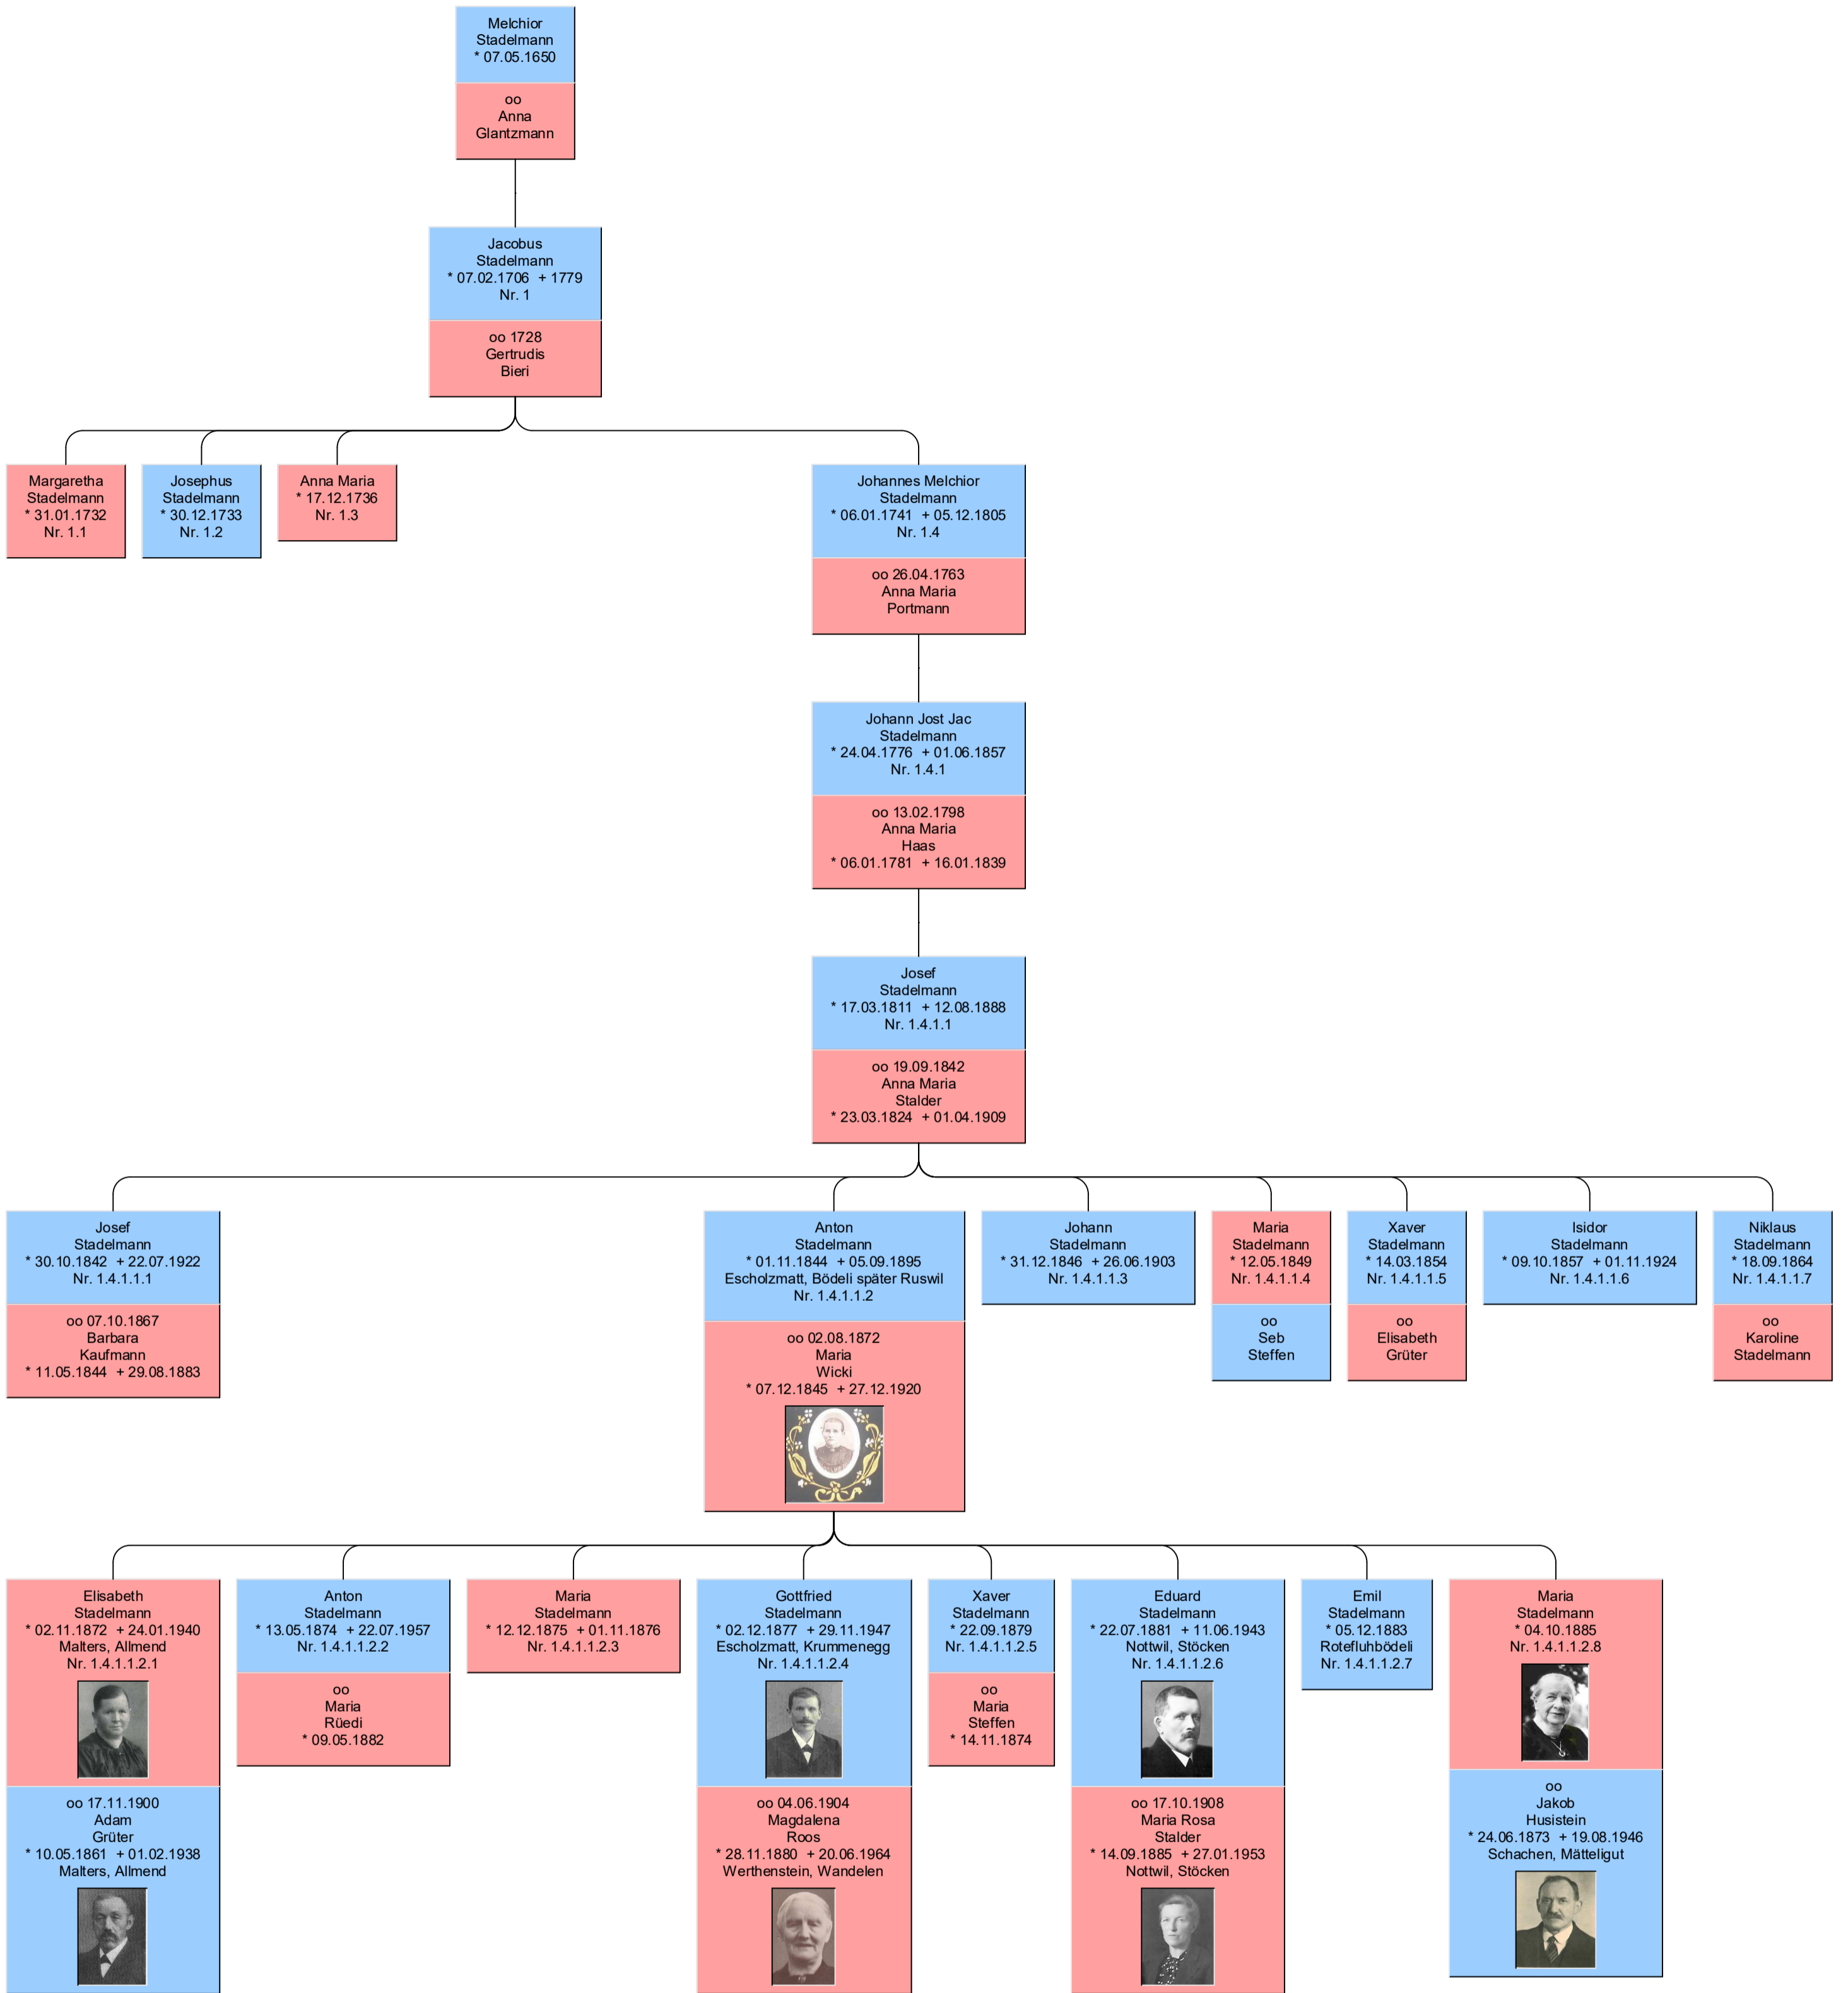 Melchior
Stadelmann
* 07.05.1650
oo
Anna
Glantzmann
Jacobus
Stadelmann
* 07.02.1706 + 1779
Nr. 1
oo 1728
Gertrudis
Bieri
Margaretha
Stadelmann
* 31.01.1732
Nr. 1.1
Josephus
Stadelmann
* 30.12.1733
Nr. 1.2
Anna Maria
* 17.12.1736
Nr. 1.3
Johannes Melchior
Stadelmann
* 06.01.1741 + 05.12.1805
Nr. 1.4
oo 26.04.1763
Anna Maria
Portmann
Johann Jost Jac
Stadelmann
* 24.04.1776 + 01.06.1857
Nr. 1.4.1
oo 13.02.1798
Anna Maria
Haas
* 06.01.1781 + 16.01.1839
Josef
Stadelmann
* 17.03.1811 + 12.08.1888
Nr. 1.4.1.1
oo 19.09.1842
Anna Maria
Stalder
* 23.03.1824 + 01.04.1909
Josef
Stadelmann
* 30.10.1842 + 22.07.1922
Nr. 1.4.1.1.1
oo 07.10.1867
Barbara
Kaufmann
* 11.05.1844 + 29.08.1883
Anton
Stadelmann
* 01.11.1844 + 05.09.1895
Escholzmatt, Bödeli später Ruswil
Nr. 1.4.1.1.2
oo 02.08.1872
Maria
Wicki
* 07.12.1845 + 27.12.1920
Johann
Stadelmann
* 31.12.1846 + 26.06.1903
Nr. 1.4.1.1.3
Maria
Stadelmann
* 12.05.1849
Nr. 1.4.1.1.4
oo
Seb
Steffen
Xaver
Stadelmann
* 14.03.1854
Nr. 1.4.1.1.5
oo
Elisabeth
Grüter
Isidor
Stadelmann
* 09.10.1857 + 01.11.1924
Nr. 1.4.1.1.6
Niklaus
Stadelmann
* 18.09.1864
Nr. 1.4.1.1.7
oo
Karoline
Stadelmann
Elisabeth
Stadelmann
* 02.11.1872 + 24.01.1940
Malters, Allmend
Nr. 1.4.1.1.2.1
oo 17.11.1900
Adam
Grüter
* 10.05.1861 + 01.02.1938
Malters, Allmend
Anton
Stadelmann
* 13.05.1874 + 22.07.1957
Nr. 1.4.1.1.2.2
oo
Maria
Rüedi
* 09.05.1882
Maria
Stadelmann
* 12.12.1875 + 01.11.1876
Nr. 1.4.1.1.2.3
Gottfried
Stadelmann
* 02.12.1877 + 29.11.1947
Escholzmatt, Krummenegg
Nr. 1.4.1.1.2.4
oo 04.06.1904
Magdalena
Roos
* 28.11.1880 + 20.06.1964
Werthenstein, Wandelen
Xaver
Stadelmann
* 22.09.1879
Nr. 1.4.1.1.2.5
oo
Maria
Steffen
* 14.11.1874
Eduard
Stadelmann
* 22.07.1881 + 11.06.1943
Nottwil, Stöcken
Nr. 1.4.1.1.2.6
oo 17.10.1908
Maria Rosa
Stalder
* 14.09.1885 + 27.01.1953
Nottwil, Stöcken
Emil
Stadelmann
* 05.12.1883
Rotefluhbödeli
Nr. 1.4.1.1.2.7
Maria
Stadelmann
* 04.10.1885
Nr. 1.4.1.1.2.8
oo
Jakob
Husistein
* 24.06.1873 + 19.08.1946
Schachen, Mätteligut